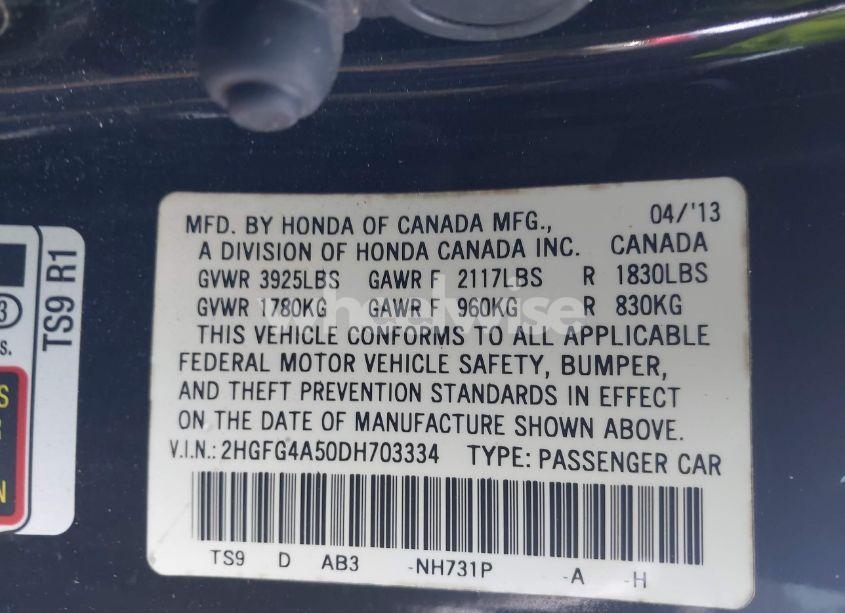 MFD. BY HONDA OF CANADA MFG., 04/'13
A DIVISION OF HONDA CANADA INC. CANADA
GVWR 3925LBS GAWR F 2117LBS R 1830LBS
GVWR 1780KG GAWR F 960KG R 830KG
THIS VEHICLE CONFORMS TO ALL APPLICABLE
FEDERAL MOTOR VEHICLE SAFETY, BUMPER,
AND THEFT PREVENTION STANDARDS IN EFFECT
ON THE DATE OF MANUFACTURE SHOWN ABOVE.
V.I.N.: 2HGFG4A50DH703334 TYPE: PASSENGER CAR
TS9 D AB3 -NH731P -A -H
TS9 R1
3
S.
S
R
N
wheelwise